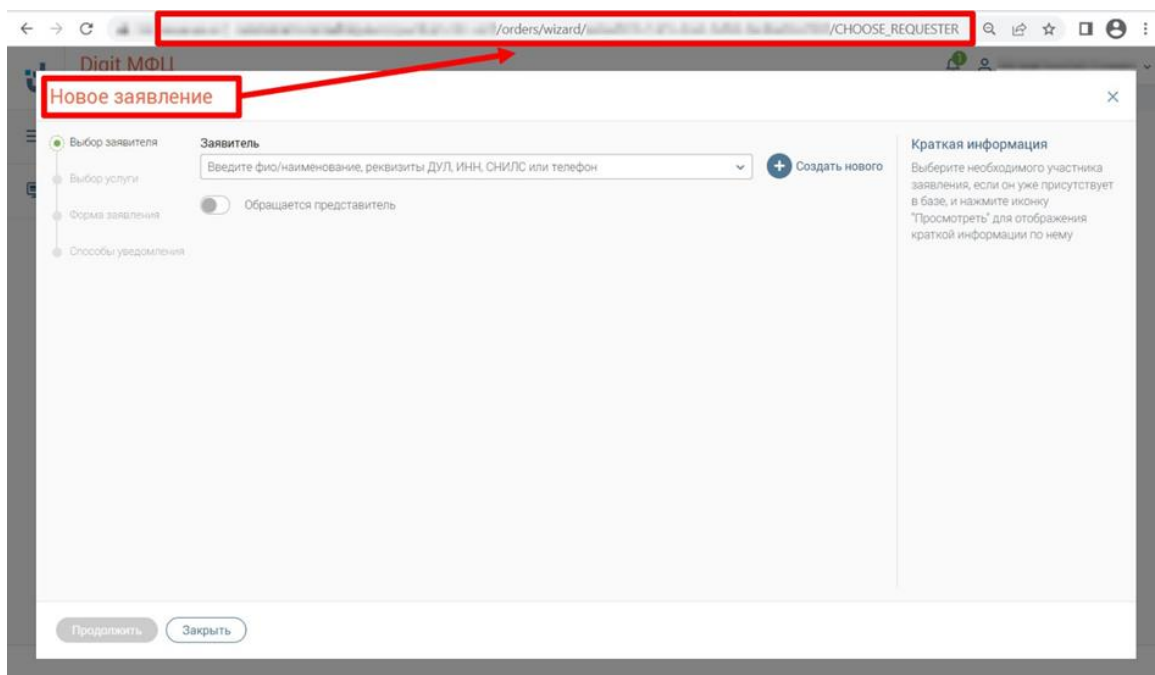 /orders/wizard/
/CHOOSE_REQUESTER
Digit МФЦ
1
Новое заявление
Выбор заявителя
Выбор услуги
Форма заявления
Способы уведомления
Заявитель
Введите фио/наименование, реквизиты ДУЛ, ИНН, СНИЛС или телефон
Создать нового
Обращается представитель
Краткая информация
Выберите необходимого участника
заявления, если он уже присутствует
в базе, и нажмите иконку
"Просмотреть" для отображения
краткой информации по нему
Продолжить
Закрыть